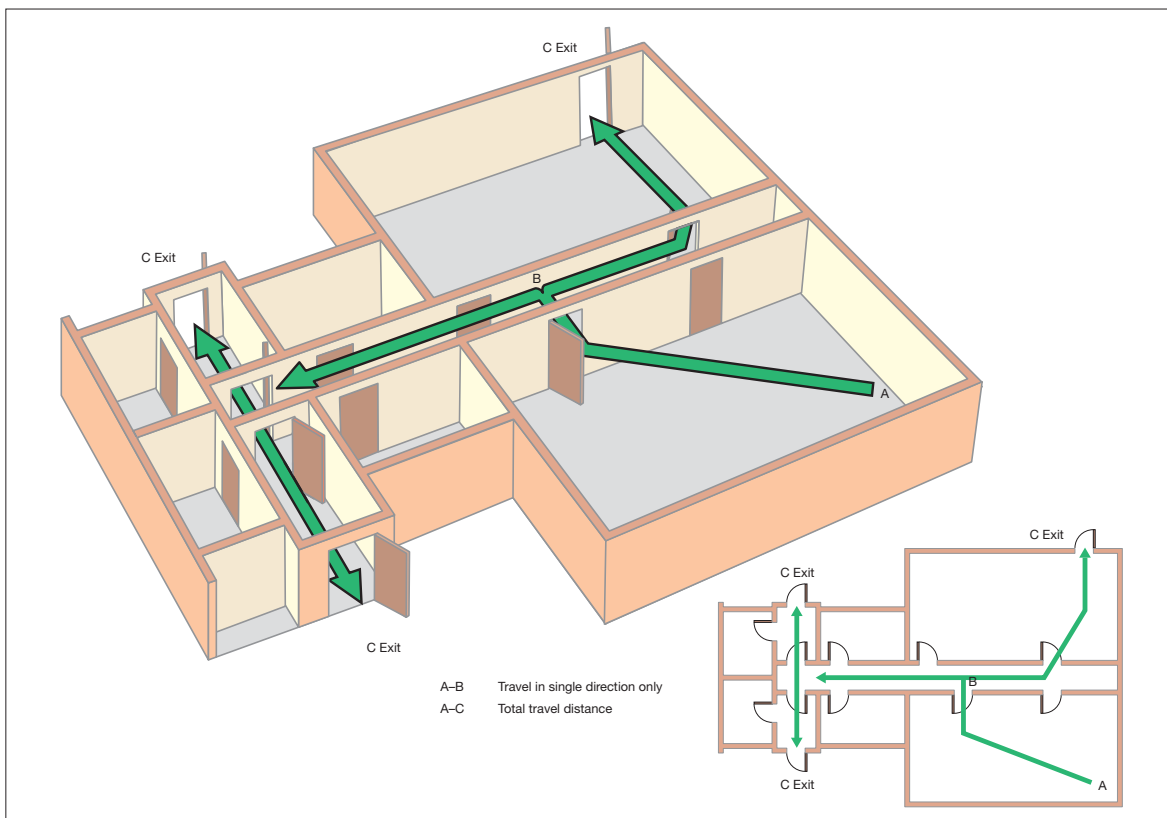 C Exit
C Exit
B
A
C Exit
A–B Travel in single direction only
A–C Total travel distance
C Exit
C Exit
B
A
C Exit